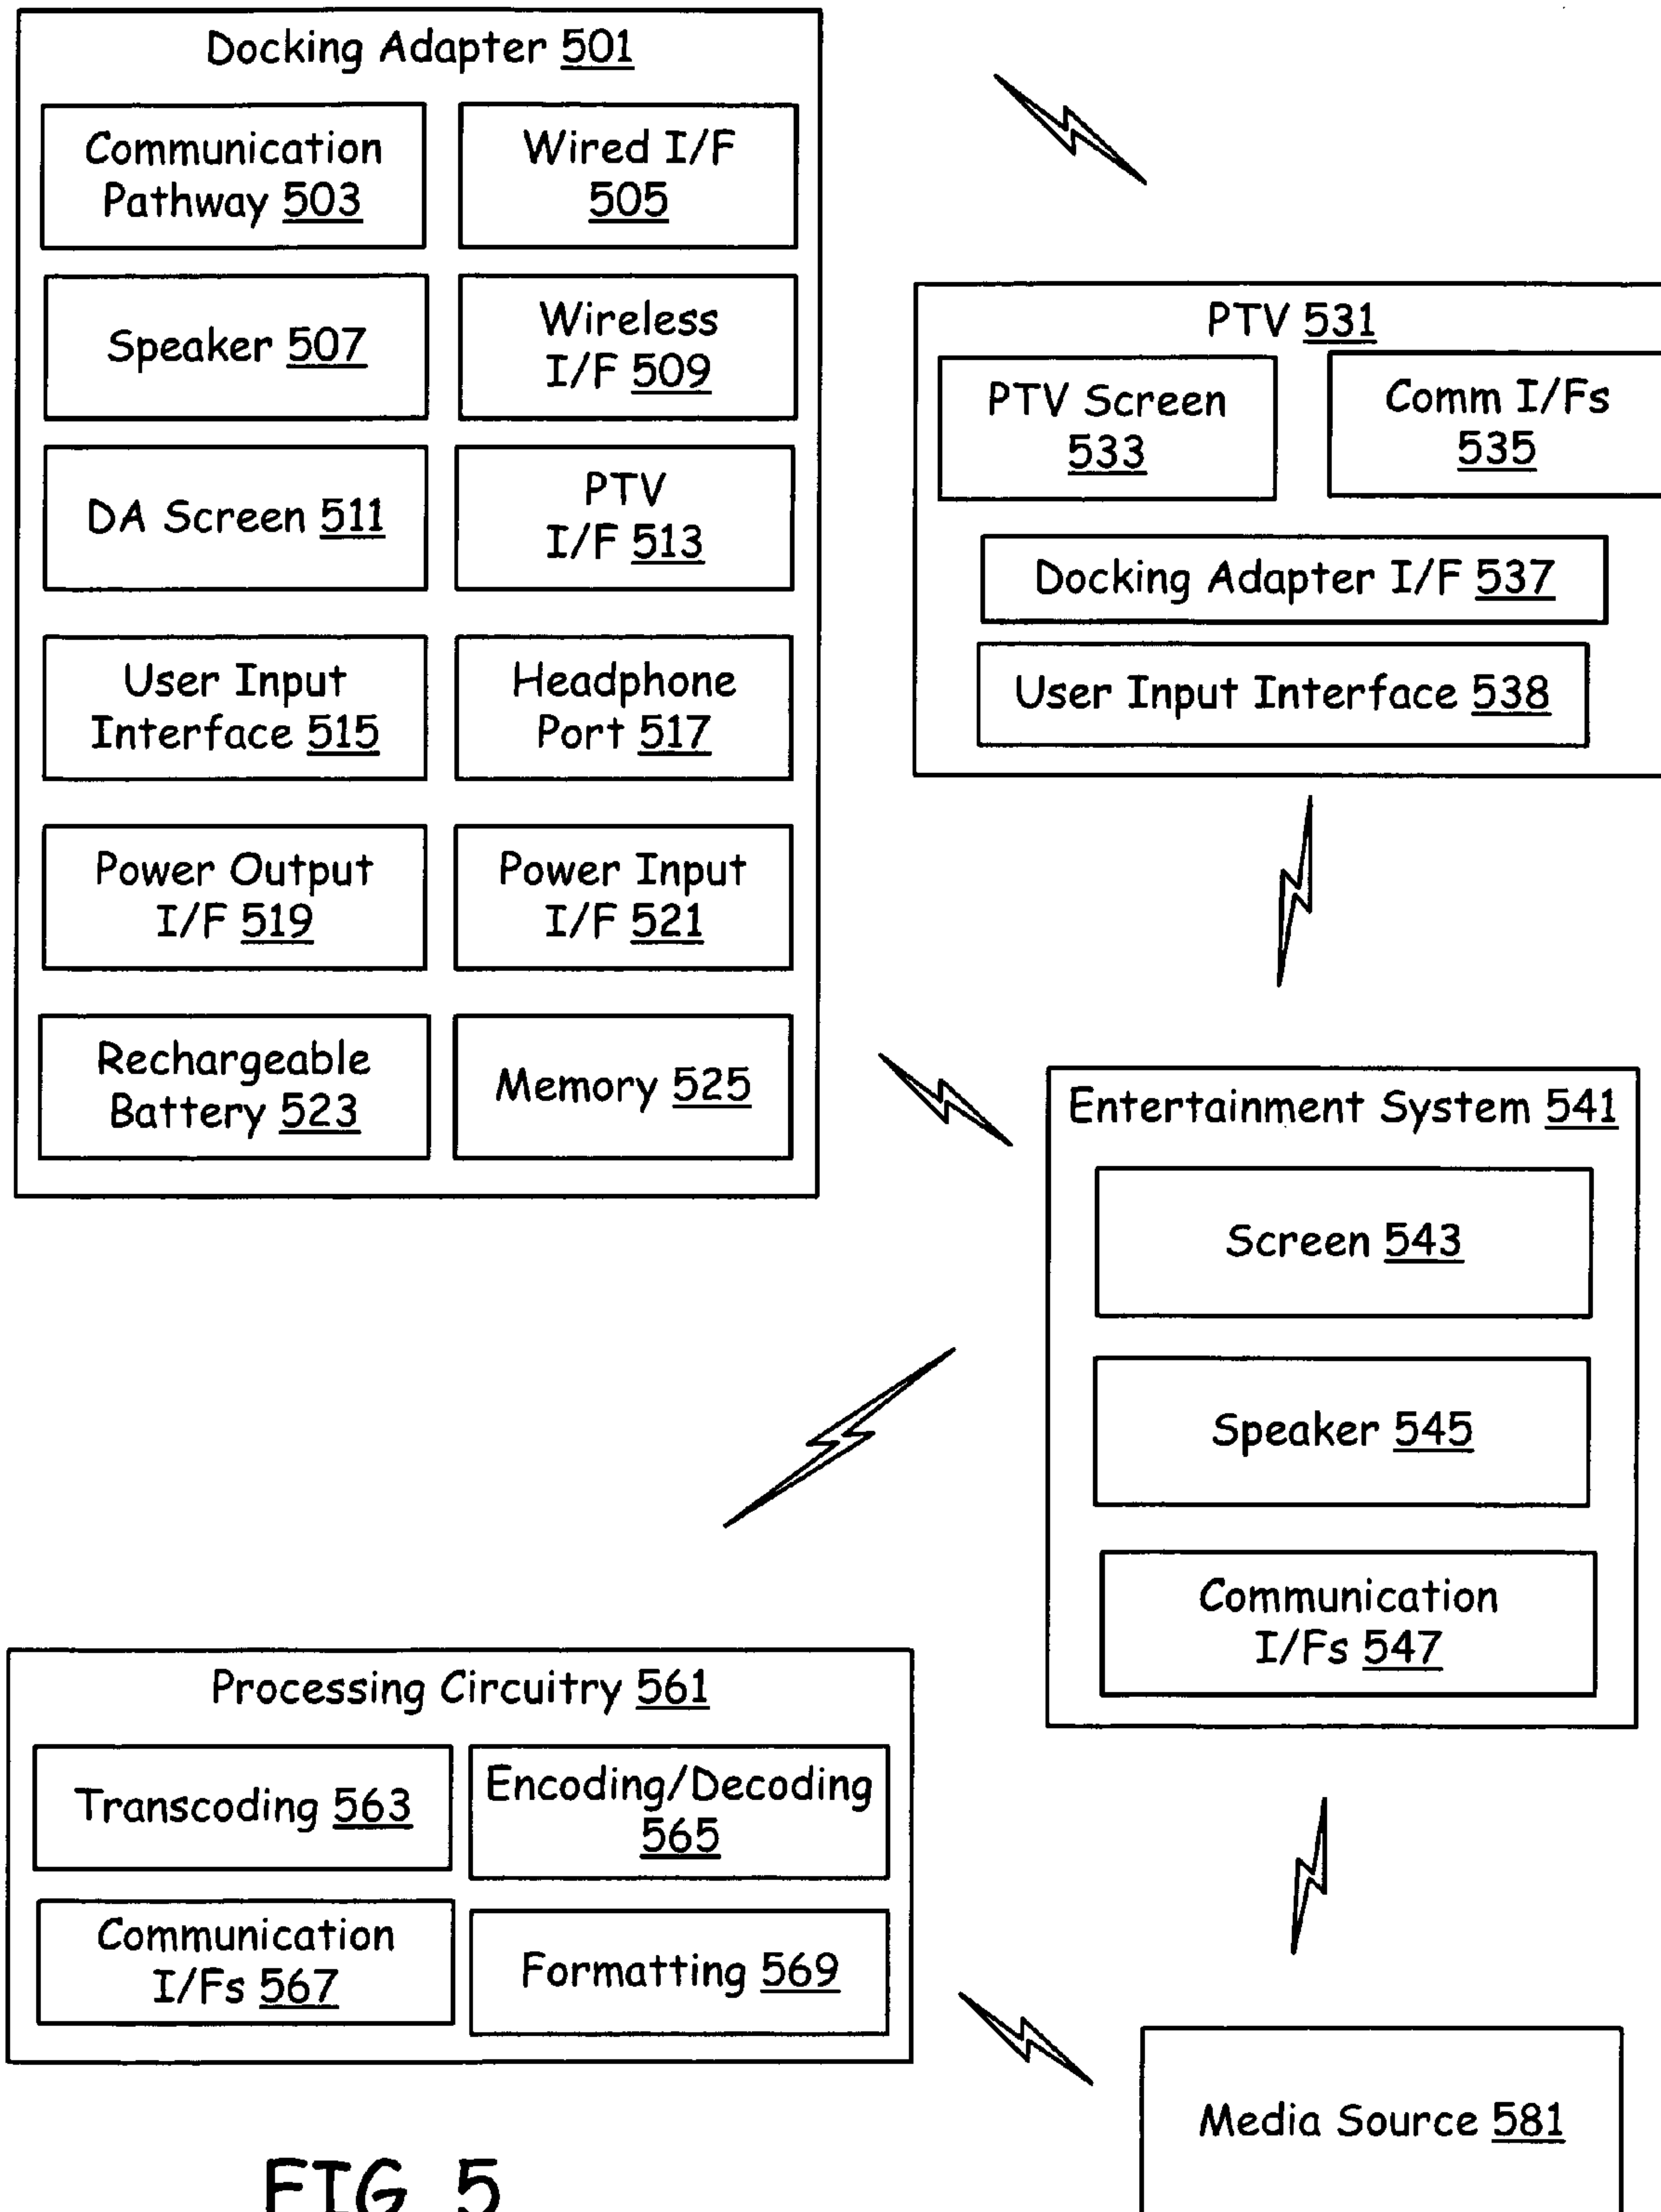 Docking Adapter 501
Communication
Pathway 503
Wired I/F
505
Speaker 507
Wireless
I/F 509
DA Screen 511
PTV
I/F 513
User Input
Interface 515
Headphone
Port 517
Power Output
I/F 519
Power Input
I/F 521
Rechargeable
Battery 523
Memory 525
PTV 531
PTV Screen
533
Comm I/Fs
535
Docking Adapter I/F 537
User Input Interface 538
Entertainment System 541
Screen 543
Speaker 545
Communication
I/Fs 547
Processing Circuitry 561
Transcoding 563
Encoding/Decoding
565
Communication
I/Fs 567
Formatting 569
Media Source 581
FIG 5